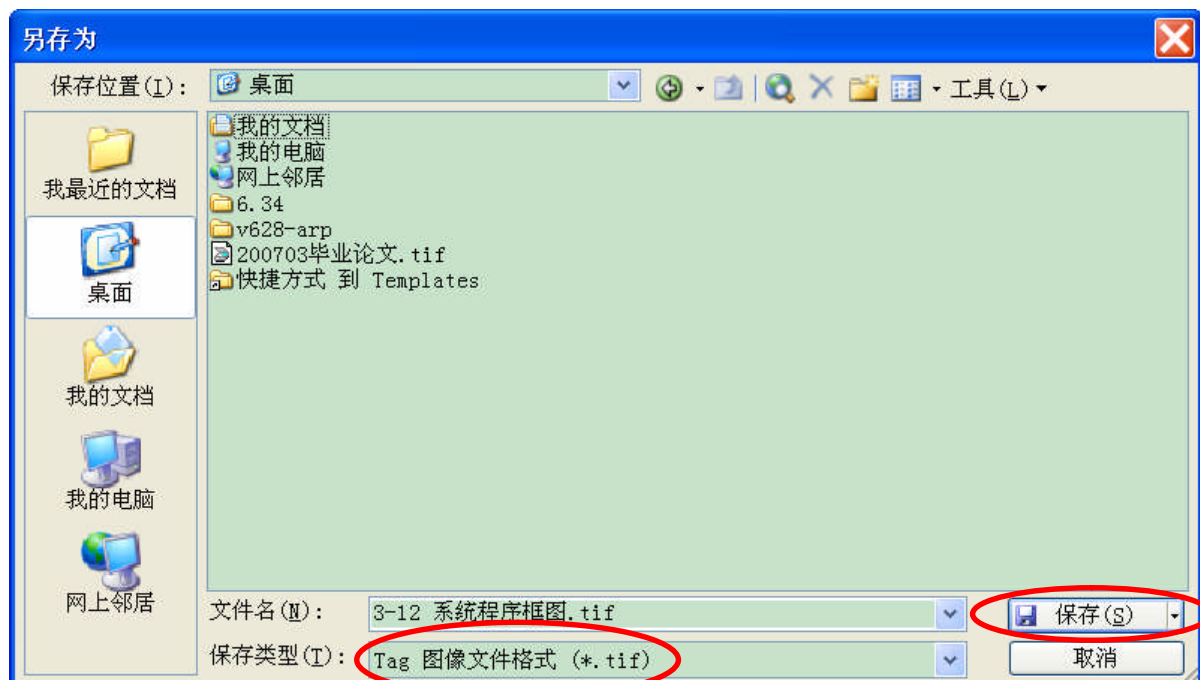 另存为
保存位置(I): 桌面 工具(L)
我最近的文档
桌面
我的文档
我的电脑
网上邻居
我的文档
我的电脑
网上邻居
6.34
v628-arp
200703毕业论文.tif
快捷方式 到 Templates
文件名(N): 3-12 系统程序框图.tif 保存(S)
保存类型(T): Tag 图像文件格式 (*.tif) 取消